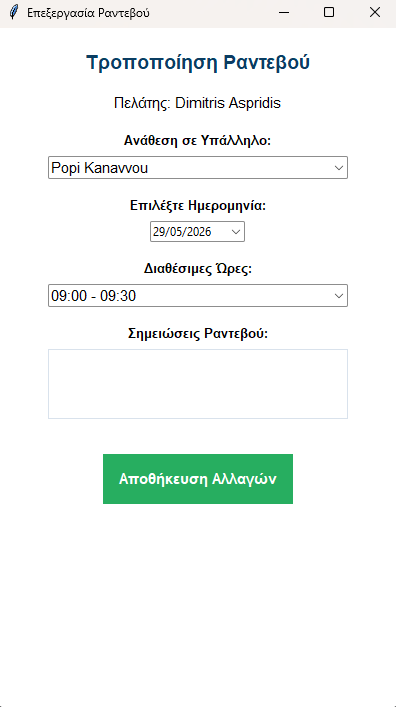 Επεξεργασία Ραντεβού
Τροποποίηση Ραντεβού
Πελάτης: Dimitris Aspridis
Ανάθεση σε Υπάλληλο:
Popi Kanavvou
Επιλέξτε Ημερομηνία:
29/05/2026
Διαθέσιμες Ώρες:
09:00 - 09:30
Σημειώσεις Ραντεβού:
Αποθήκευση Αλλαγών